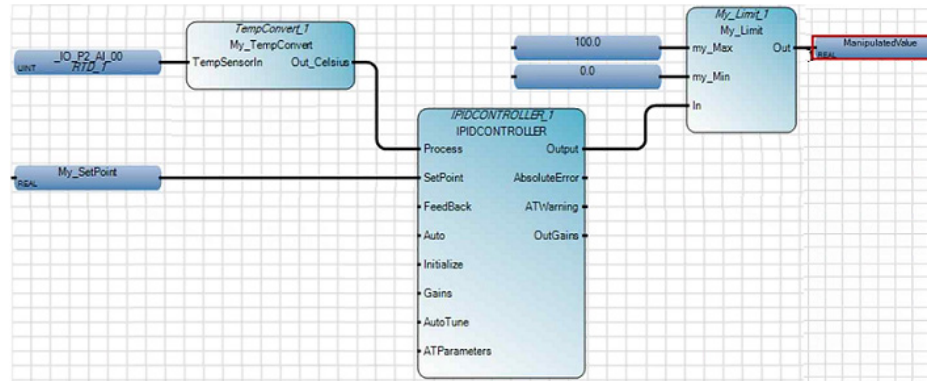 TempConvert_1
My_TempConvert
TempSensorIn Out_Celsius
_IO_P2_AI_00
UINT RTD_T
100.0
0.0
My_Limit_1
My_Limit
my_Max Out
my_Min
In
ManipulatedValue
REAL
My_SetPoint
REAL
IPIDCONTROLLER_1
IPIDCONTROLLER
Process Output
SetPoint AbsoluteError
FeedBack ATWarning
Auto OutGains
Initialize
Gains
AutoTune
ATParameters